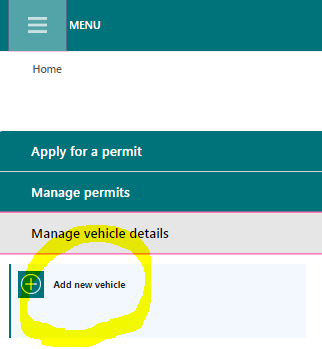 MENU
Home
Apply for a permit
Manage permits
Manage vehicle details
Add new vehicle